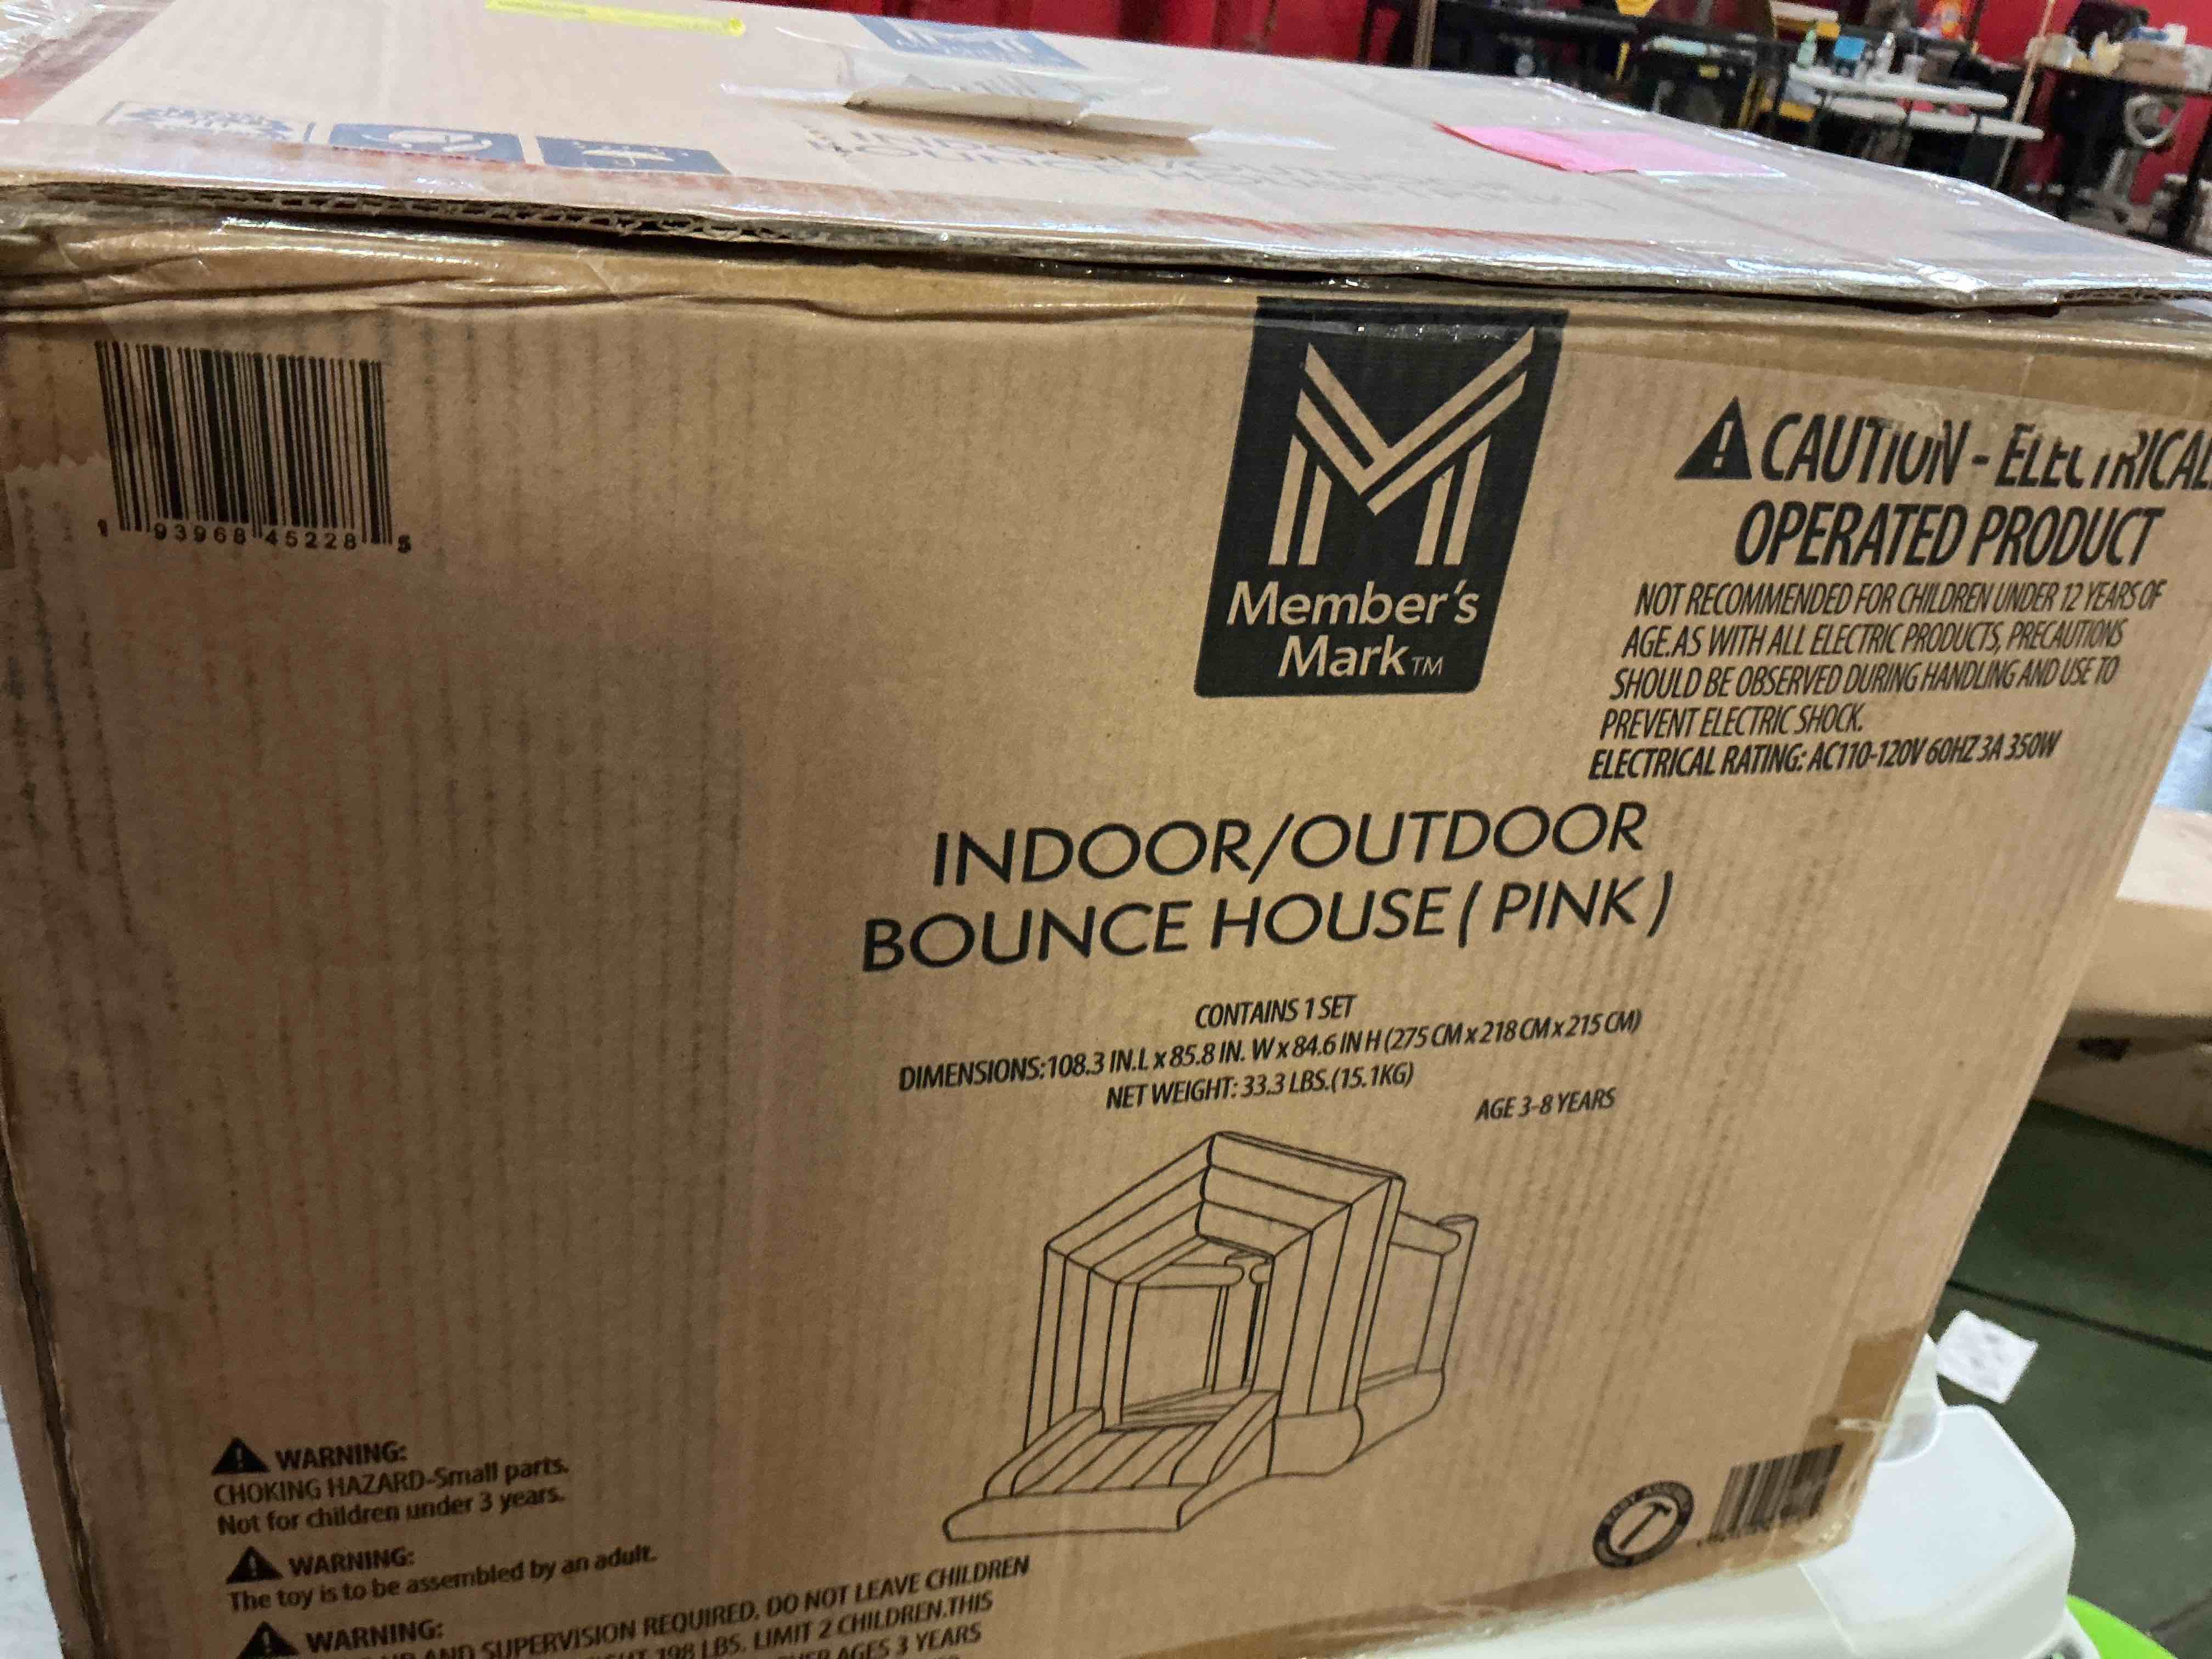 1 93968 45228 5
Member's
Mark TM
CAUTION - ELECTRICAL
OPERATED PRODUCT
NOT RECOMMENDED FOR CHILDREN UNDER 12 YEARS OF
AGE.AS WITH ALL ELECTRIC PRODUCTS, PRECAUTIONS
SHOULD BE OBSERVED DURING HANDLING AND USE TO
PREVENT ELECTRIC SHOCK.
ELECTRICAL RATING: AC110-120V 60HZ 3A 350W
INDOOR/OUTDOOR
BOUNCE HOUSE ( PINK )
CONTAINS 1 SET
DIMENSIONS:108.3 IN.L x 85.8 IN. W x 84.6 IN H (275 CM x 218 CM x 215 CM)
NET WEIGHT: 33.3 LBS.(15.1KG)
AGE 3-8 YEARS
WARNING:
CHOKING HAZARD-Small parts.
Not for children under 3 years.
WARNING:
The toy is to be assembled by an adult.
WARNING:
AND SUPERVISION REQUIRED. DO NOT LEAVE CHILDREN
LBS. LIMIT 2 CHILDREN.THIS
AGES 3 YEARS